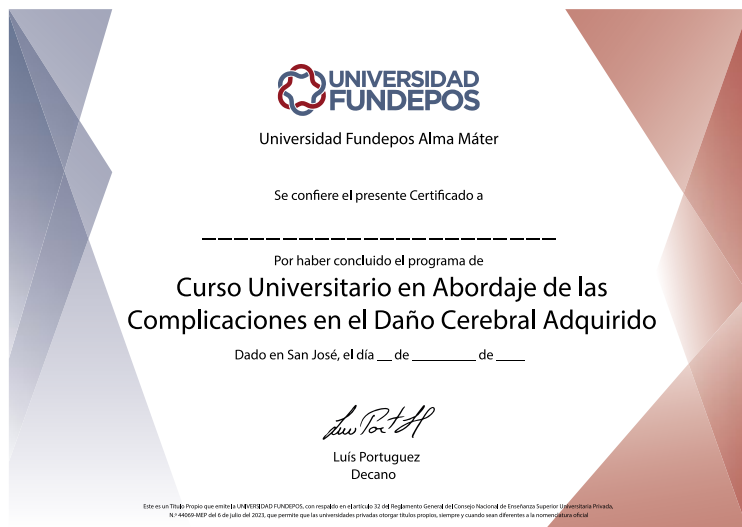 UNIVERSIDAD
FUNDEPOS
Universidad Fundepos Alma Máter
Se confiere el presente Certificado a
_______________________
Por haber concluido el programa de
Curso Universitario en Abordaje de las
Complicaciones en el Daño Cerebral Adquirido
Dado en San José, el día __ de _________ de ____
Luís Portuguez
Decano
Este es un Título Propio que emite la UNIVERSIDAD FUNDEPOS, con respaldo en el artículo 32 del Reglamento General del Consejo Nacional de Enseñanza Superior Universitaria Privada,
N.º 44069-MEP del 6 de julio del 2023, que permite que las universidades privadas otorgar títulos propios, siempre y cuando sean diferentes a la nomenclatura oficial